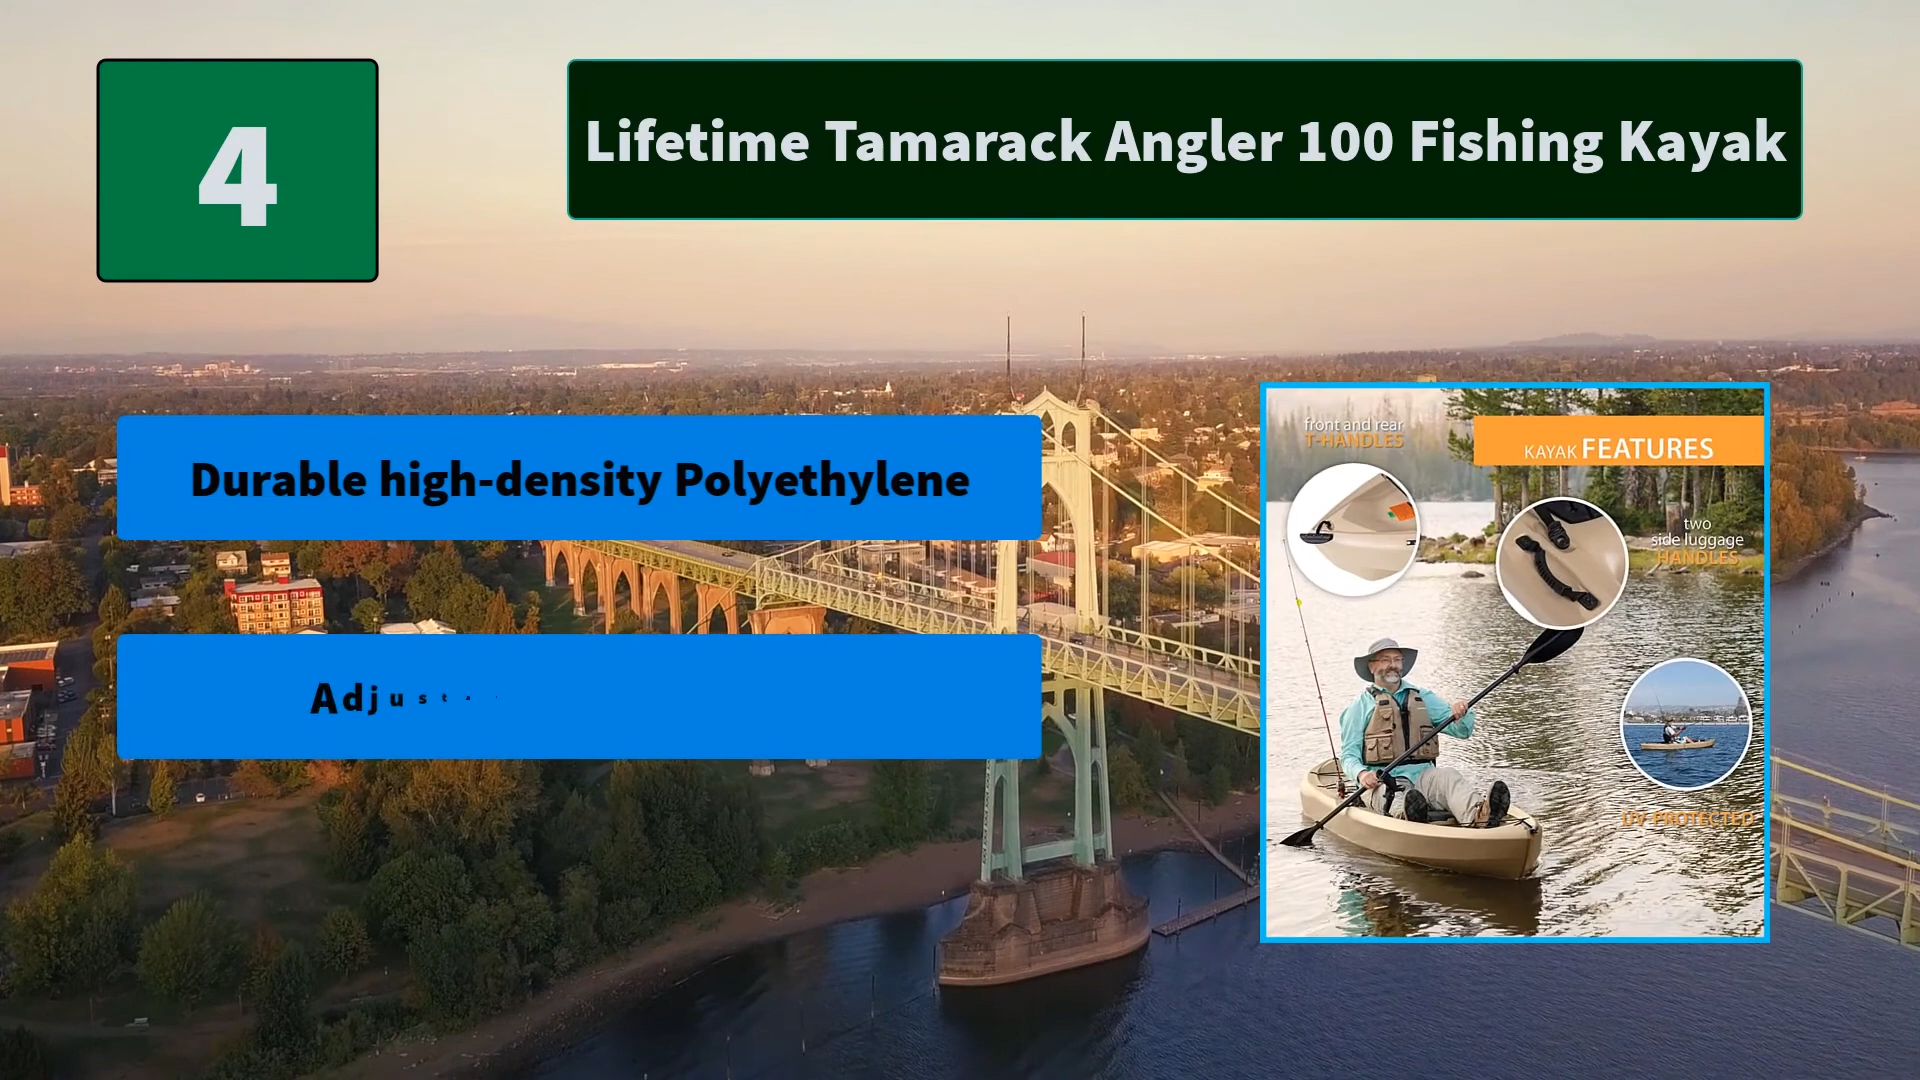 4
Lifetime Tamarack Angler 100 Fishing Kayak
Durable high-density Polyethylene
Adjust
front and rear
T-HANDLES
KAYAK FEATURES
two
side luggage
HANDLES
UV-PROTECTED